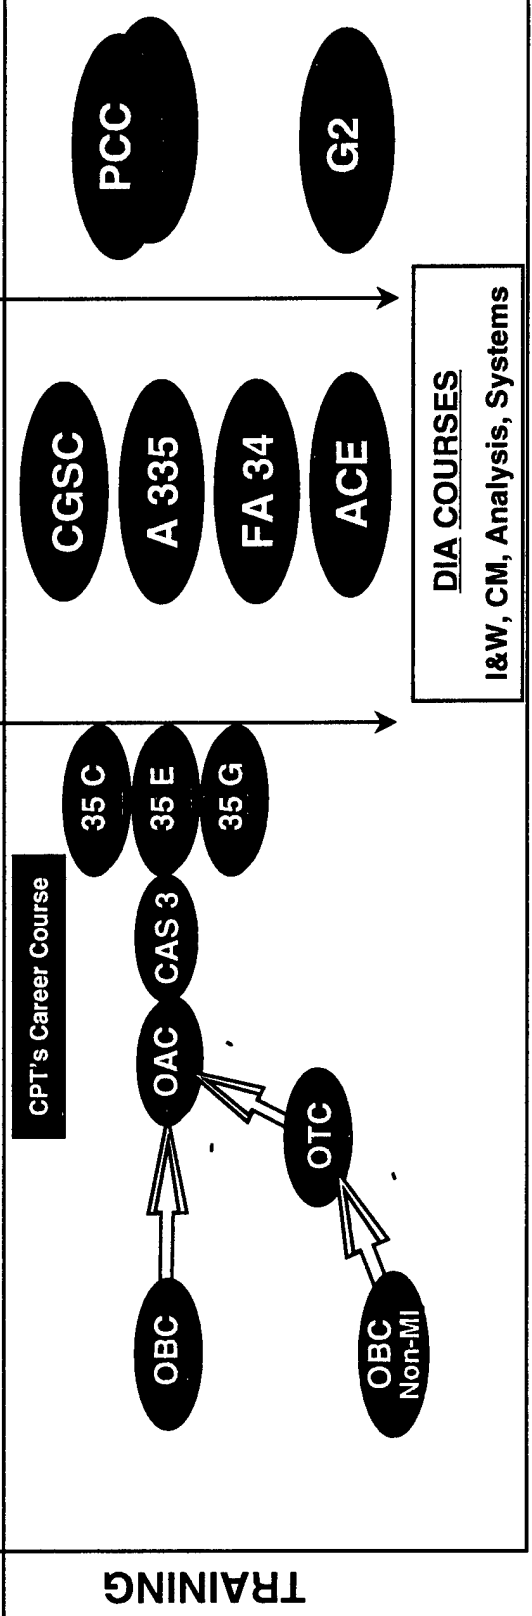 TRAINING
CPT's Career Course
OBC
OBC
Non-MI
OTC
OAC
CAS 3
35 C
35 E
35 G
CGSC
A 335
FA 34
ACE
PCC
G2
DIA COURSES
I&W, CM, Analysis, Systems